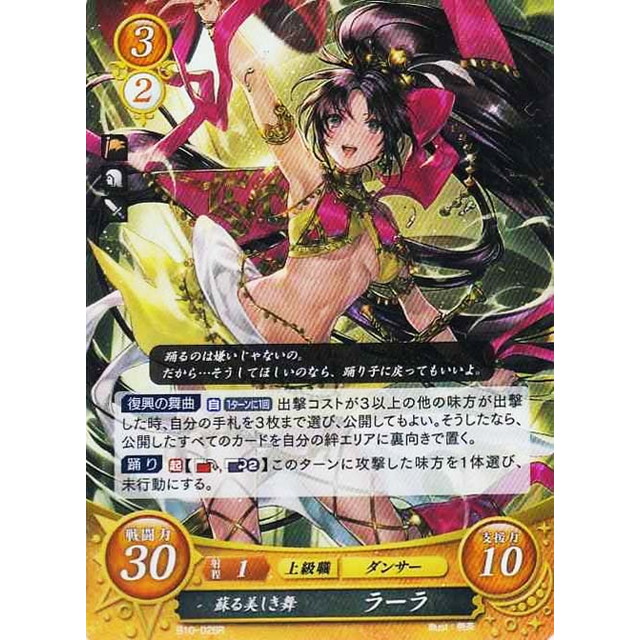 3
2
踊るのは嫌いじゃないの。
だから…そうしてほしいのなら、踊り子に戻ってもいいよ。
復興の舞曲 自 1ターンに1回 出撃コストが3以上の他の味方が出撃
した時、自分の手札を3枚まで選び、公開してもよい。そうしたなら、
公開したすべてのカードを自分の絆エリアに裏向きで置く。
踊り 起【 、 2】このターンに攻撃した味方を1体選び、
未行動にする。
戦闘力 30 射程 1 上級職 ダンサー 支援力 10
蘇る美しき舞 ラーラ
B10-026R Illust: